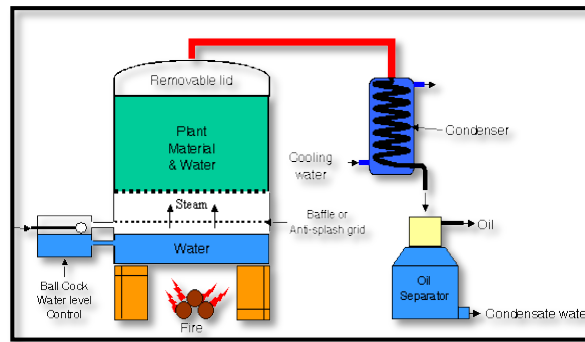 Removable lid
Plant
Material
& Water
Steam
Water
Baffle or
Anti-splash grid
Ball Cock
Water level
Control
Fire
Cooling
water
Condenser
Oil
Oil
Separator
Condensate water